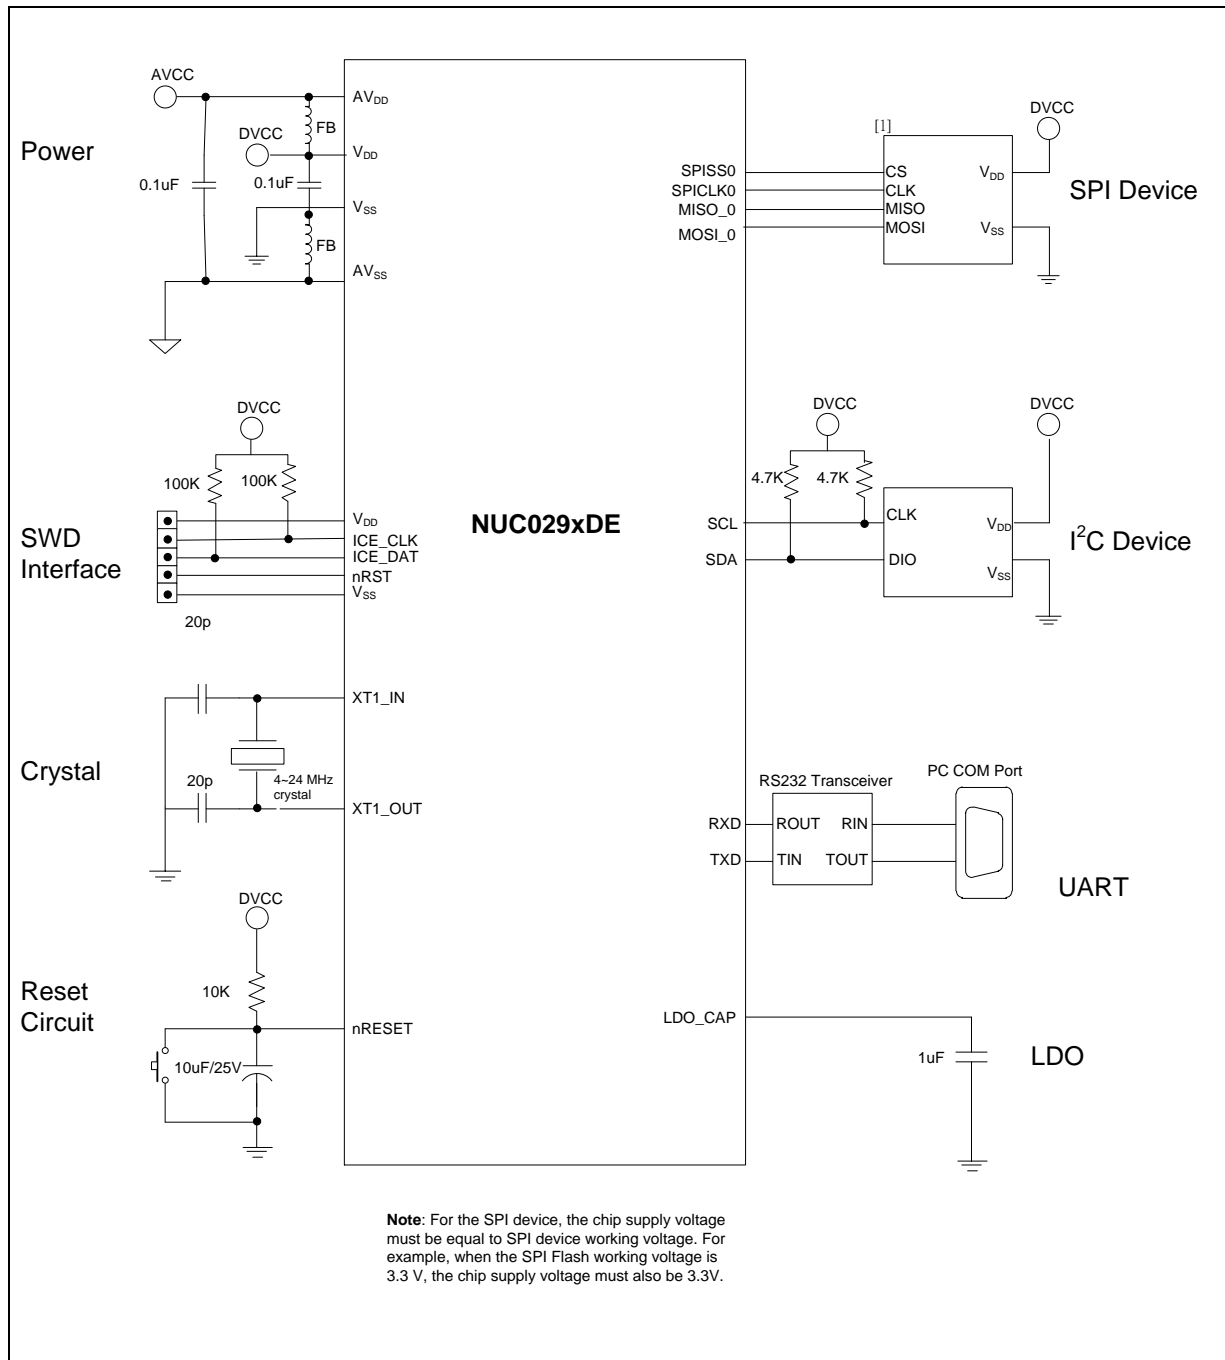 AVCC
AVDD
FB
DVCC
VDD
Power
0.1uF
0.1uF
VSS
FB
AVSS
DVCC
100K
100K
SWD
Interface
VDD
ICE_CLK
ICE_DAT
nRST
VSS
20p
XT1_IN
Crystal
20p
4~24 MHz
crystal
XT1_OUT
DVCC
Reset
Circuit
10K
nRESET
10uF/25V
NUC029xDE
[1]
DVCC
SPISS0
SPICLK0
MISO_0
MOSI_0
CS
CLK
MISO
MOSI
VDD
VSS
SPI Device
DVCC
DVCC
4.7K
4.7K
SCL
SDA
CLK
DIO
VDD
VSS
I2C Device
RS232 Transceiver
PC COM Port
RXD
ROUT
RIN
TXD
TIN
TOUT
UART
LDO_CAP
1uF
LDO
Note: For the SPI device, the chip supply voltage
must be equal to SPI device working voltage. For
example, when the SPI Flash working voltage is
3.3 V, the chip supply voltage must also be 3.3V.